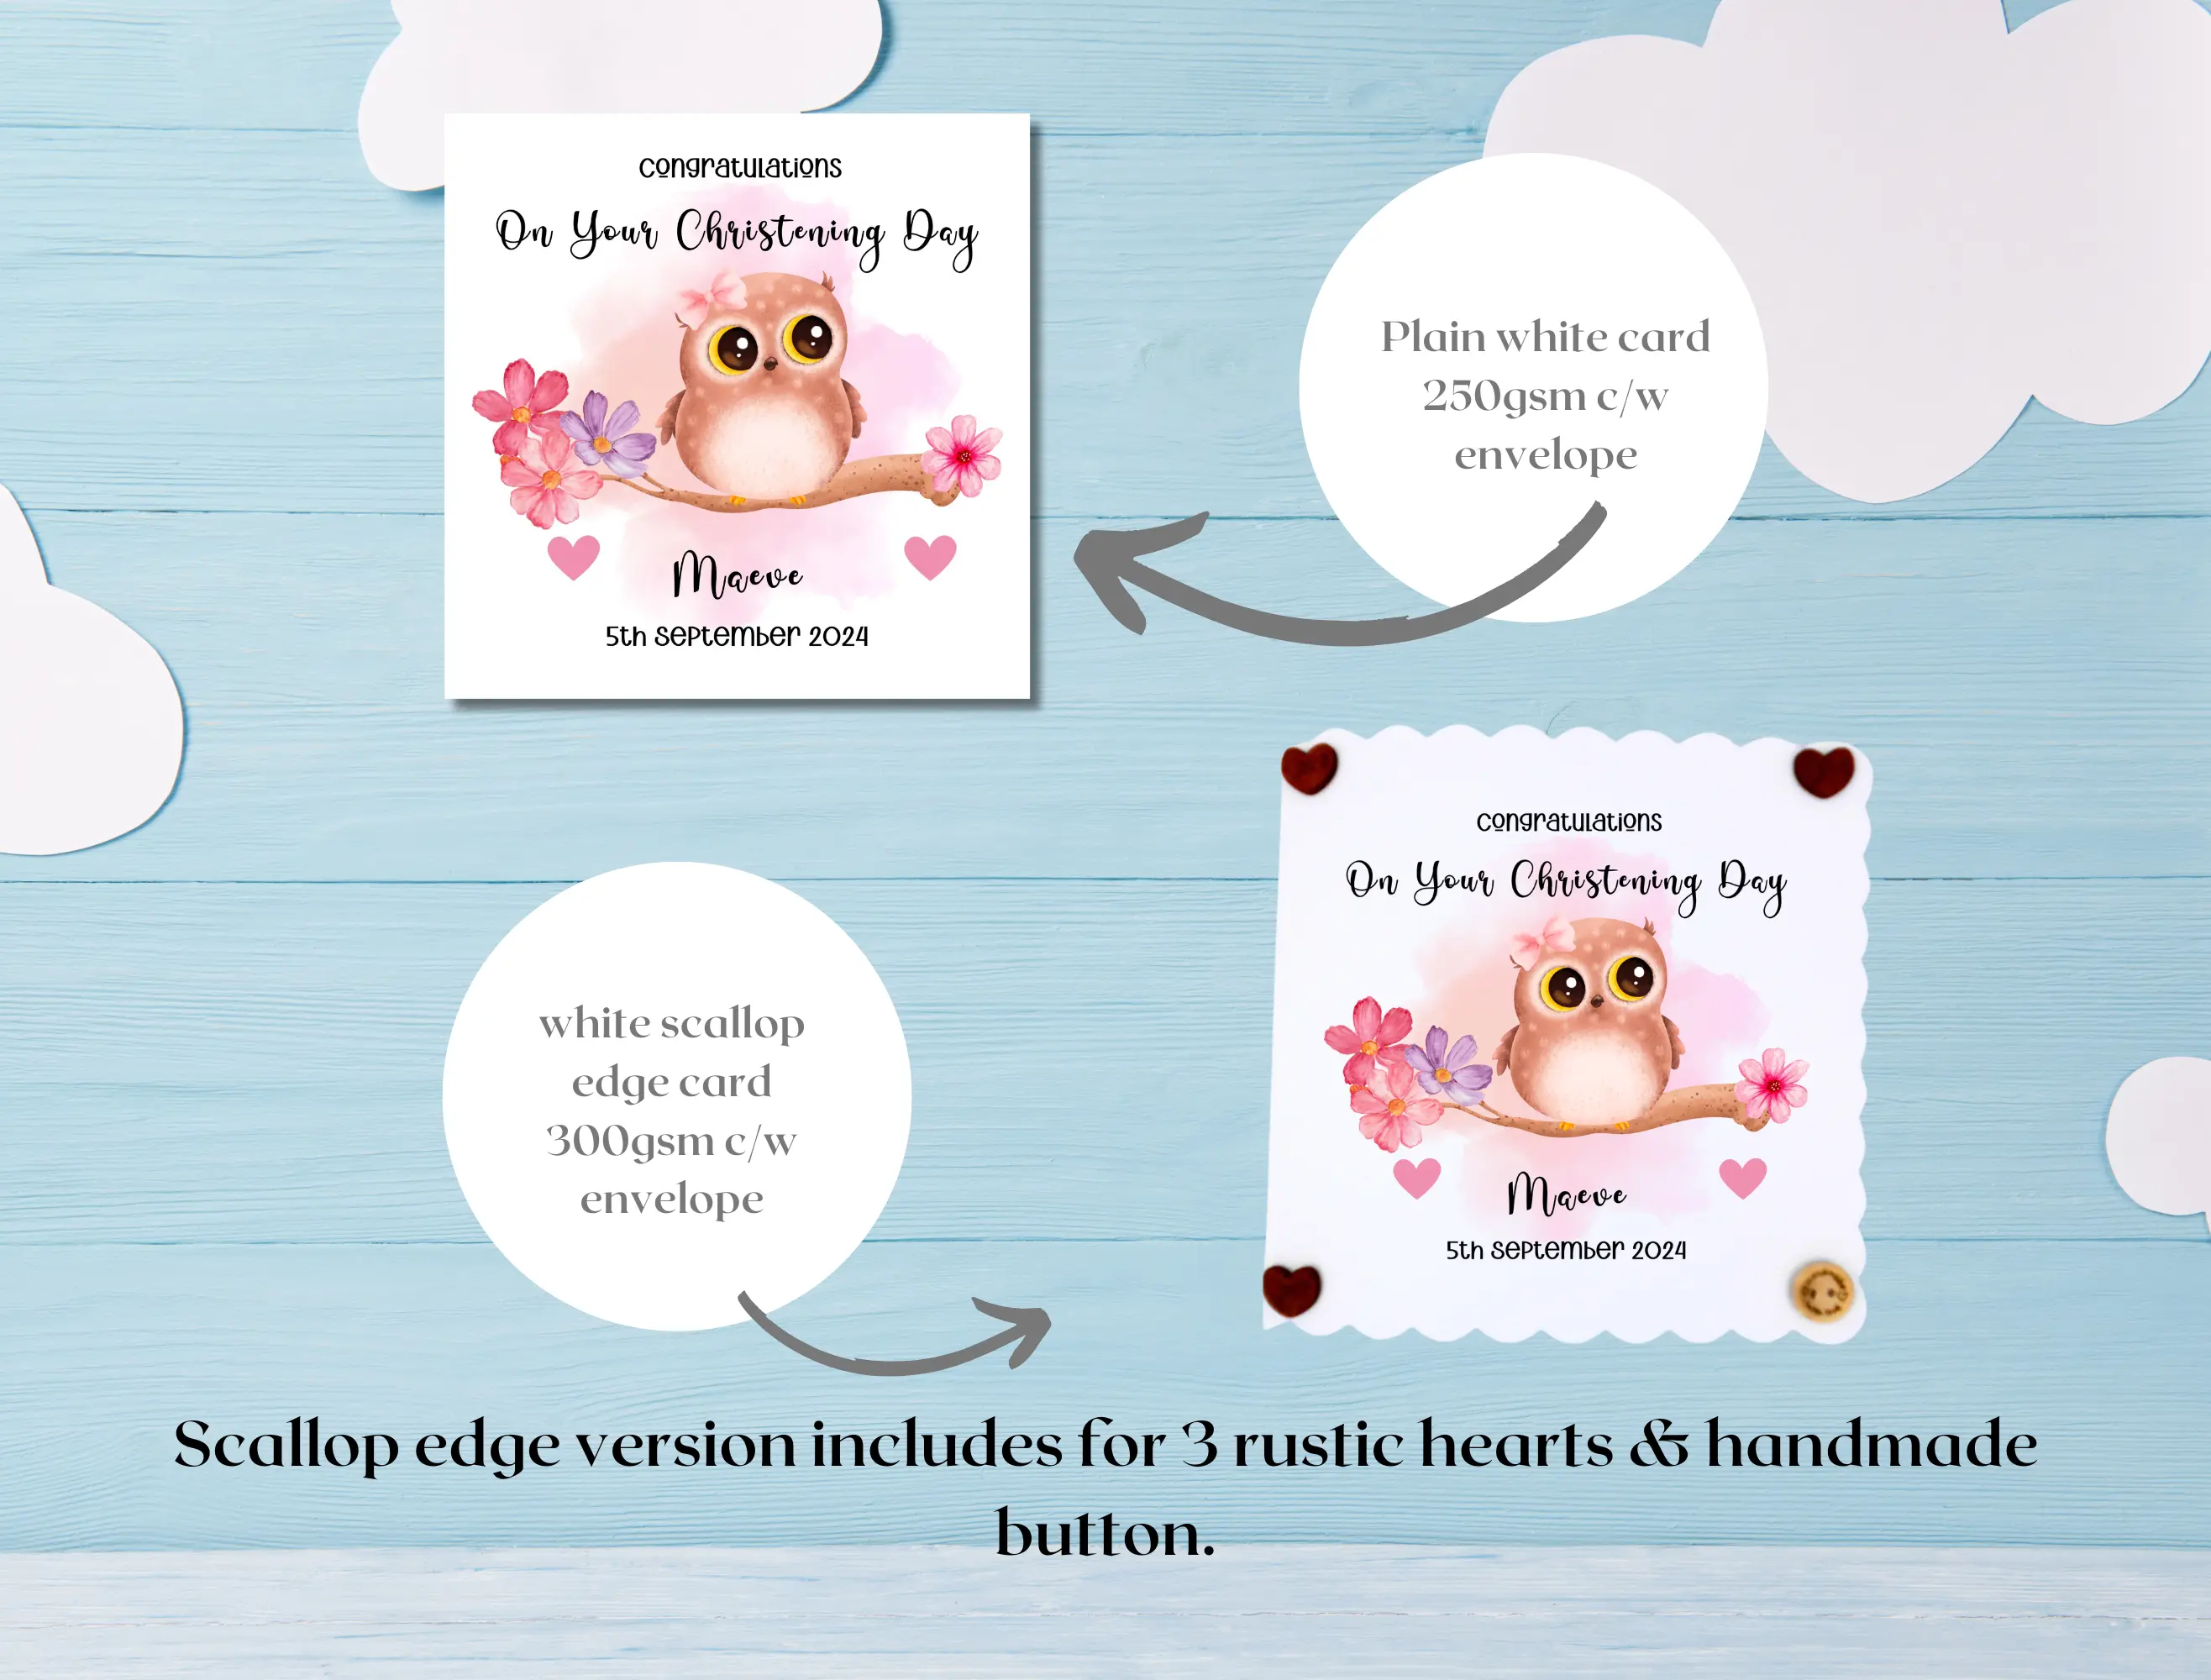 Congratulations
On Your Christening Day
Maeve
5th September 2024
Plain white card
250gsm c/w
envelope
Congratulations
On Your Christening Day
Maeve
5th September 2024
white scallop
edge card
300gsm c/w
envelope
Scallop edge version includes for 3 rustic hearts & handmade
button.